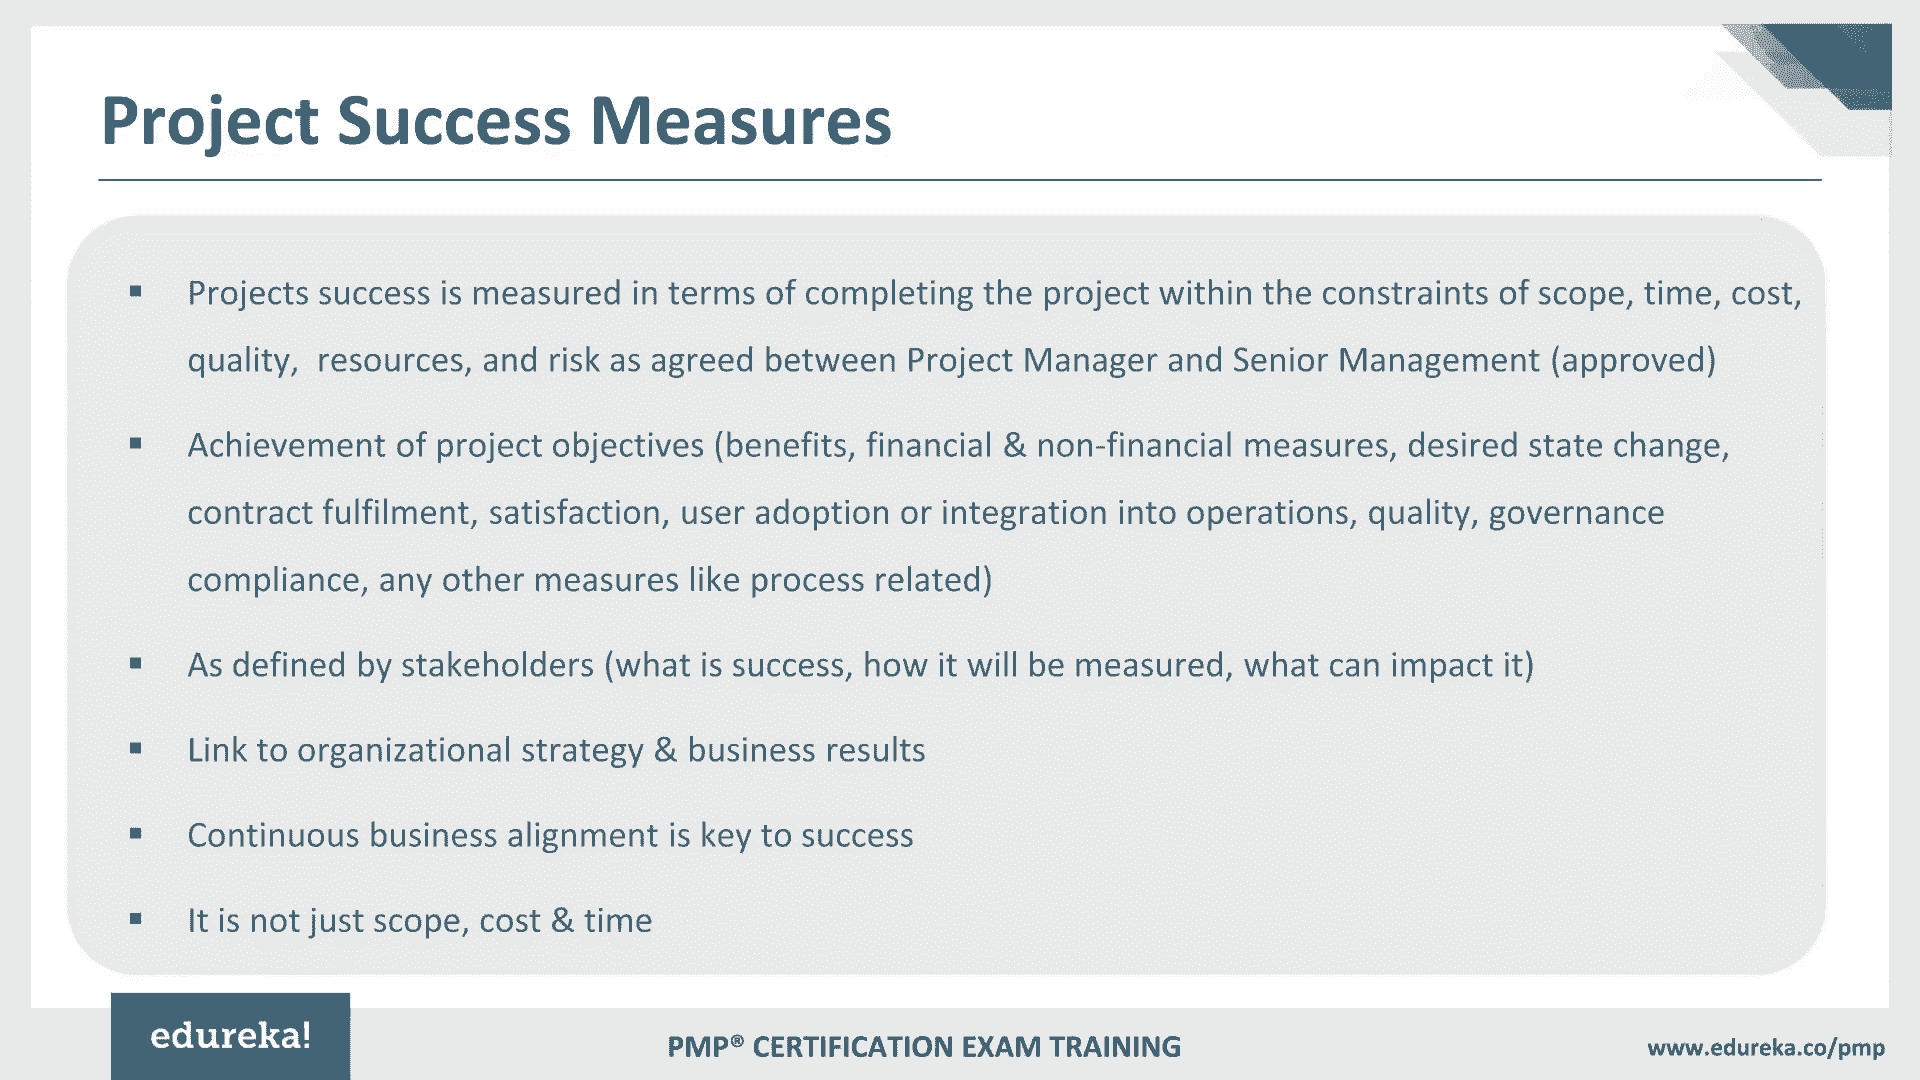 Project Success Measures
▪ Projects success is measured in terms of completing the project within the constraints of scope, time, cost,
quality,  resources, and risk as agreed between Project Manager and Senior Management (approved)
▪ Achievement of project objectives (benefits, financial & non-financial measures, desired state change,
contract fulfilment, satisfaction, user adoption or integration into operations, quality, governance
compliance, any other measures like process related)
▪ As defined by stakeholders (what is success, how it will be measured, what can impact it)
▪ Link to organizational strategy & business results
▪ Continuous business alignment is key to success
▪ It is not just scope, cost & time
edureka!
PMP® CERTIFICATION EXAM TRAINING
www.edureka.co/pmp